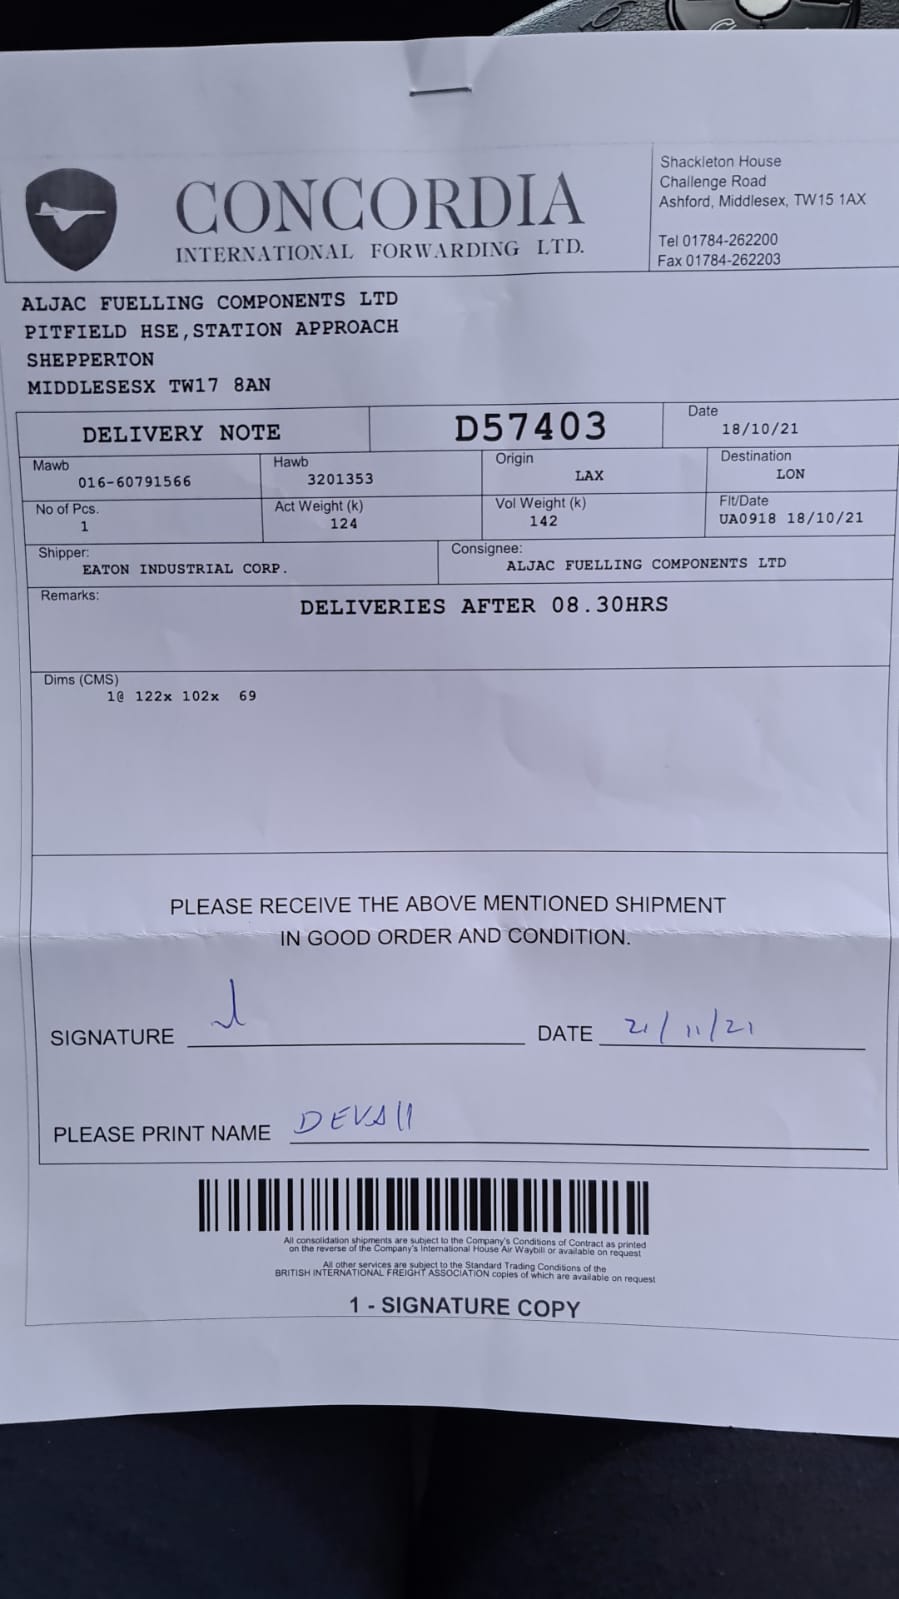 CONCORDIA
INTERNATIONAL FORWARDING LTD.
Shackleton House
Challenge Road
Ashford, Middlesex, TW15 1AX
Tel 01784-262200
Fax 01784-262203
ALJAC FUELLING COMPONENTS LTD
PITFIELD HSE,STATION APPROACH
SHEPPERTON
MIDDLESESX TW17 8AN
DELIVERY NOTE
D57403
Date
18/10/21
Mawb
016-60791566
Hawb
3201353
Origin
LAX
Destination
LON
No of Pcs.
1
Act Weight (k)
124
Vol Weight (k)
142
Flt/Date
UA0918 18/10/21
Shipper:
EATON INDUSTRIAL CORP.
Consignee:
ALJAC FUELLING COMPONENTS LTD
Remarks:
DELIVERIES AFTER 08.30HRS
Dims (CMS)
1@ 122x 102x 69
PLEASE RECEIVE THE ABOVE MENTIONED SHIPMENT
IN GOOD ORDER AND CONDITION.
SIGNATURE
DATE 21/11/21
PLEASE PRINT NAME DEVAll
All consolidation shipments are subject to the Company's Conditions of Contract as printed
on the reverse of the Company's International House Air Waybill or available on request
All other services are subject to the Standard Trading Conditions of the
BRITISH INTERNATIONAL FREIGHT ASSOCIATION copies of which are available on request
1 - SIGNATURE COPY